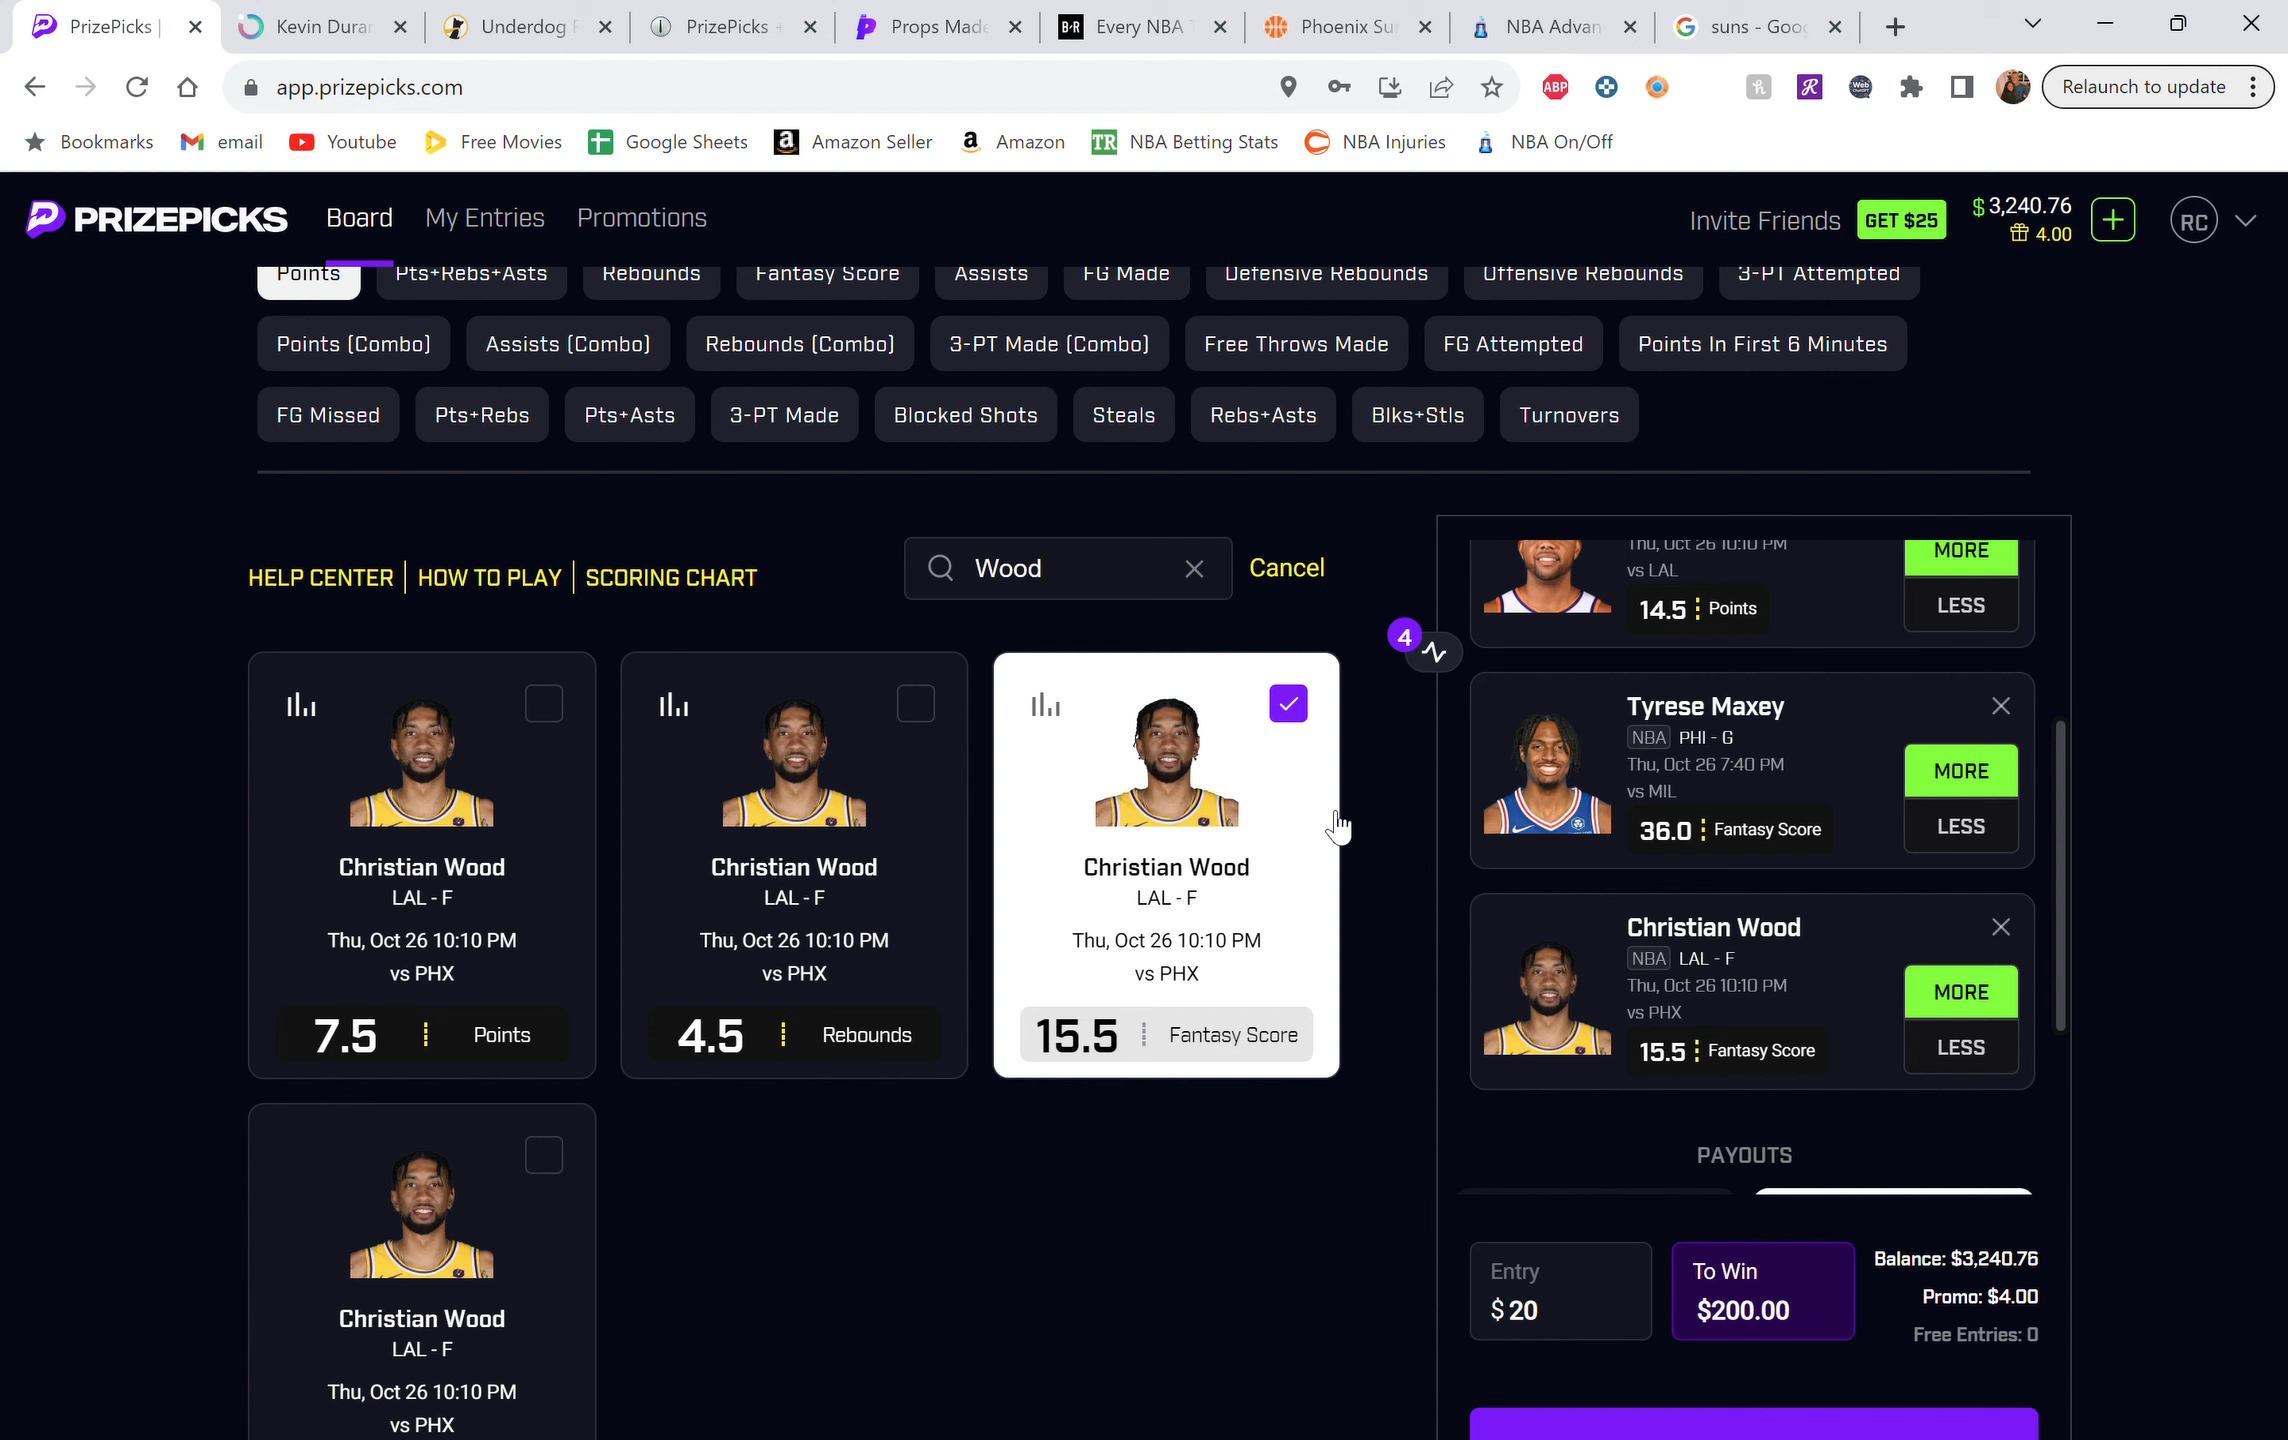 PrizePicks |
Kevin Duran
Underdog F
PrizePicks +
Props Made
B/R Every NBA T
Phoenix Sun
NBA Advan
suns - Goog
app.prizepicks.com
ABP
Relaunch to update
Bookmarks
email
Youtube
Free Movies
Google Sheets
Amazon Seller
Amazon
TR NBA Betting Stats
NBA Injuries
NBA On/Off
PRIZEPICKS
Board
My Entries
Promotions
Invite Friends
GET $25
$ 3,240.76
4.00
RC
Points
Pts+Rebs+Asts
Rebounds
Fantasy Score
Assists
FG Made
Defensive Rebounds
Offensive Rebounds
3-PT Attempted
Points (Combo)
Assists (Combo)
Rebounds (Combo)
3-PT Made (Combo)
Free Throws Made
FG Attempted
Points In First 6 Minutes
FG Missed
Pts+Rebs
Pts+Asts
3-PT Made
Blocked Shots
Steals
Rebs+Asts
Blks+Stls
Turnovers
HELP CENTER
HOW TO PLAY
SCORING CHART
Wood
Cancel
4
Christian Wood
LAL - F
Thu, Oct 26 10:10 PM
vs PHX
7.5 Points
Christian Wood
LAL - F
Thu, Oct 26 10:10 PM
vs PHX
4.5 Rebounds
Christian Wood
LAL - F
Thu, Oct 26 10:10 PM
vs PHX
15.5 Fantasy Score
Christian Wood
LAL - F
Thu, Oct 26 10:10 PM
vs PHX
Thu, Oct 26 10:10 PM
vs LAL
14.5 Points
MORE
LESS
Tyrese Maxey
NBA PHI - G
Thu, Oct 26 7:40 PM
vs MIL
36.0 Fantasy Score
MORE
LESS
Christian Wood
NBA LAL - F
Thu, Oct 26 10:10 PM
vs PHX
15.5 Fantasy Score
MORE
LESS
PAYOUTS
Entry
$ 20
To Win
$200.00
Balance: $3,240.76
Promo: $4.00
Free Entries: 0